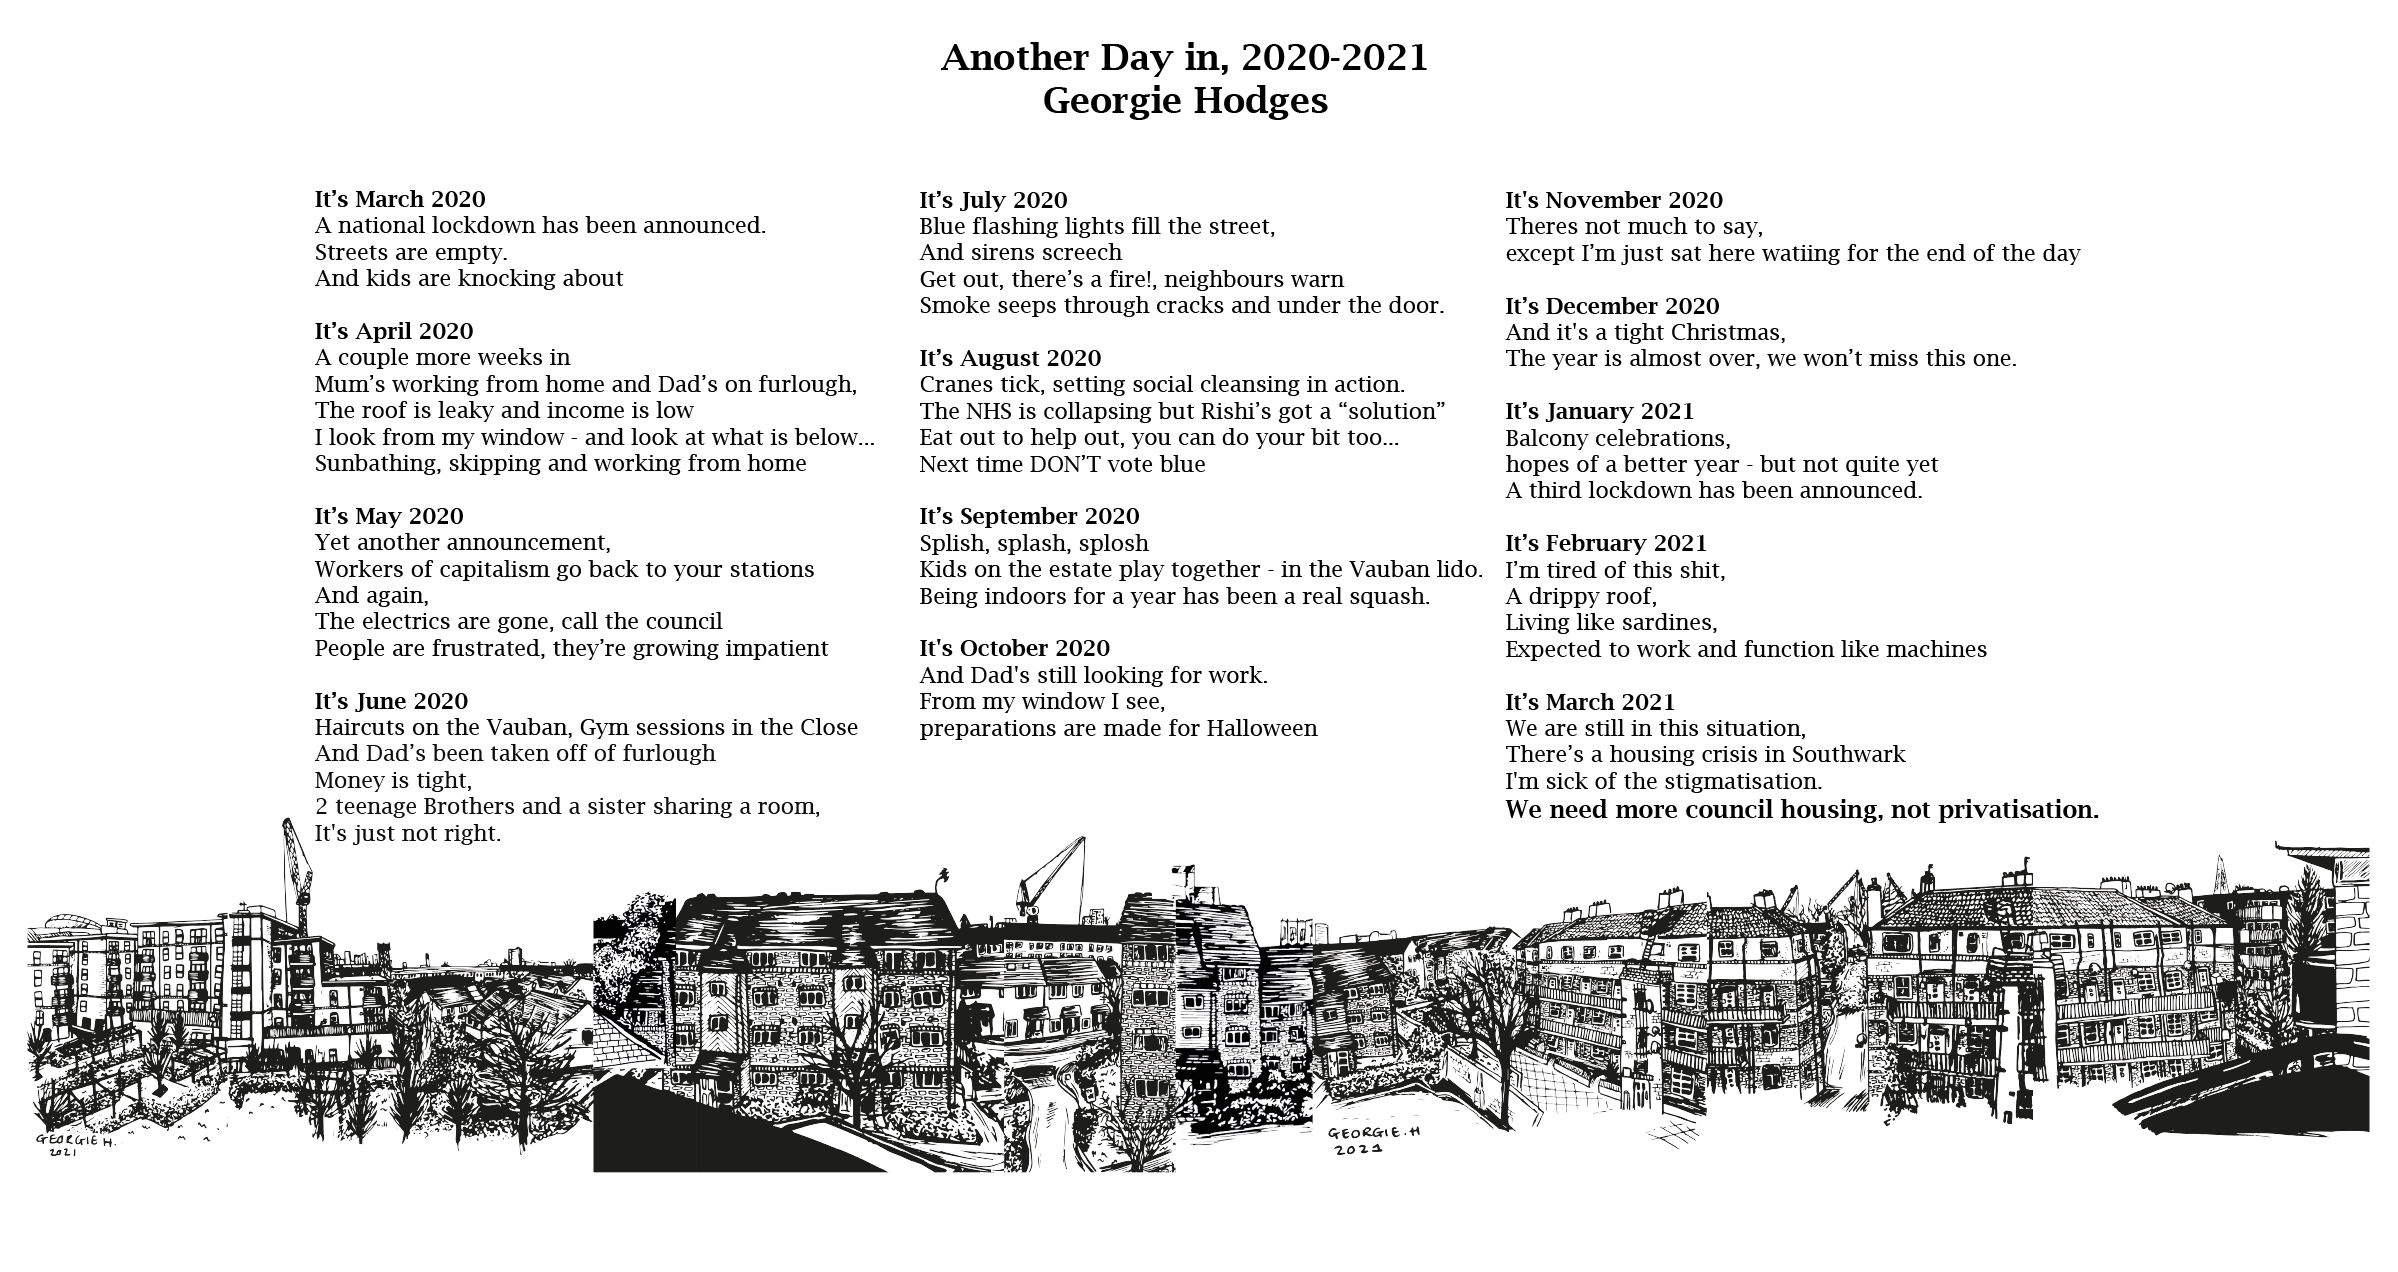 Another Day in, 2020-2021
Georgie Hodges
It’s March 2020
A national lockdown has been announced.
Streets are empty.
And kids are knocking about
It’s April 2020
A couple more weeks in
Mum’s working from home and Dad’s on furlough,
The roof is leaky and income is low
I look from my window - and look at what is below...
Sunbathing, skipping and working from home
It’s May 2020
Yet another announcement,
Workers of capitalism go back to your stations
And again,
The electrics are gone, call the council
People are frustrated, they’re growing impatient
It’s June 2020
Haircuts on the Vauban, Gym sessions in the Close
And Dad’s been taken off of furlough
Money is tight,
2 teenage Brothers and a sister sharing a room,
It's just not right.
It’s July 2020
Blue flashing lights fill the street,
And sirens screech
Get out, there’s a fire!, neighbours warn
Smoke seeps through cracks and under the door.
It’s August 2020
Cranes tick, setting social cleansing in action.
The NHS is collapsing but Rishi’s got a “solution”
Eat out to help out, you can do your bit too...
Next time DON’T vote blue
It’s September 2020
Splish, splash, splosh
Kids on the estate play together - in the Vauban lido.
Being indoors for a year has been a real squash.
It's October 2020
And Dad's still looking for work.
From my window I see,
preparations are made for Halloween
It's November 2020
Theres not much to say,
except I’m just sat here watiing for the end of the day
It’s December 2020
And it's a tight Christmas,
The year is almost over, we won’t miss this one.
It’s January 2021
Balcony celebrations,
hopes of a better year - but not quite yet
A third lockdown has been announced.
It’s February 2021
I’m tired of this shit,
A drippy roof,
Living like sardines,
Expected to work and function like machines
It’s March 2021
We are still in this situation,
There’s a housing crisis in Southwark
I'm sick of the stigmatisation.
We need more council housing, not privatisation.
GEORGIE H.
2021
GEORGIE.H
2021